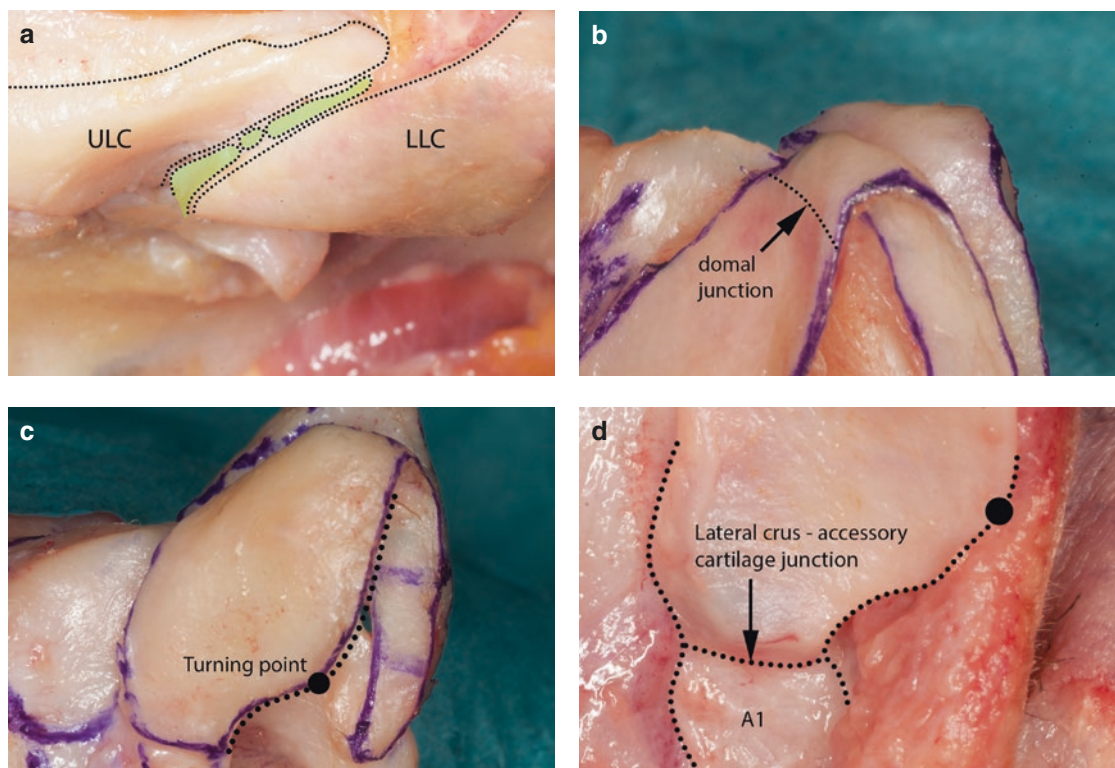 a
ULC
LLC
b
domal
junction
c
Turning point
d
Lateral crus - accessory
cartilage junction
A1